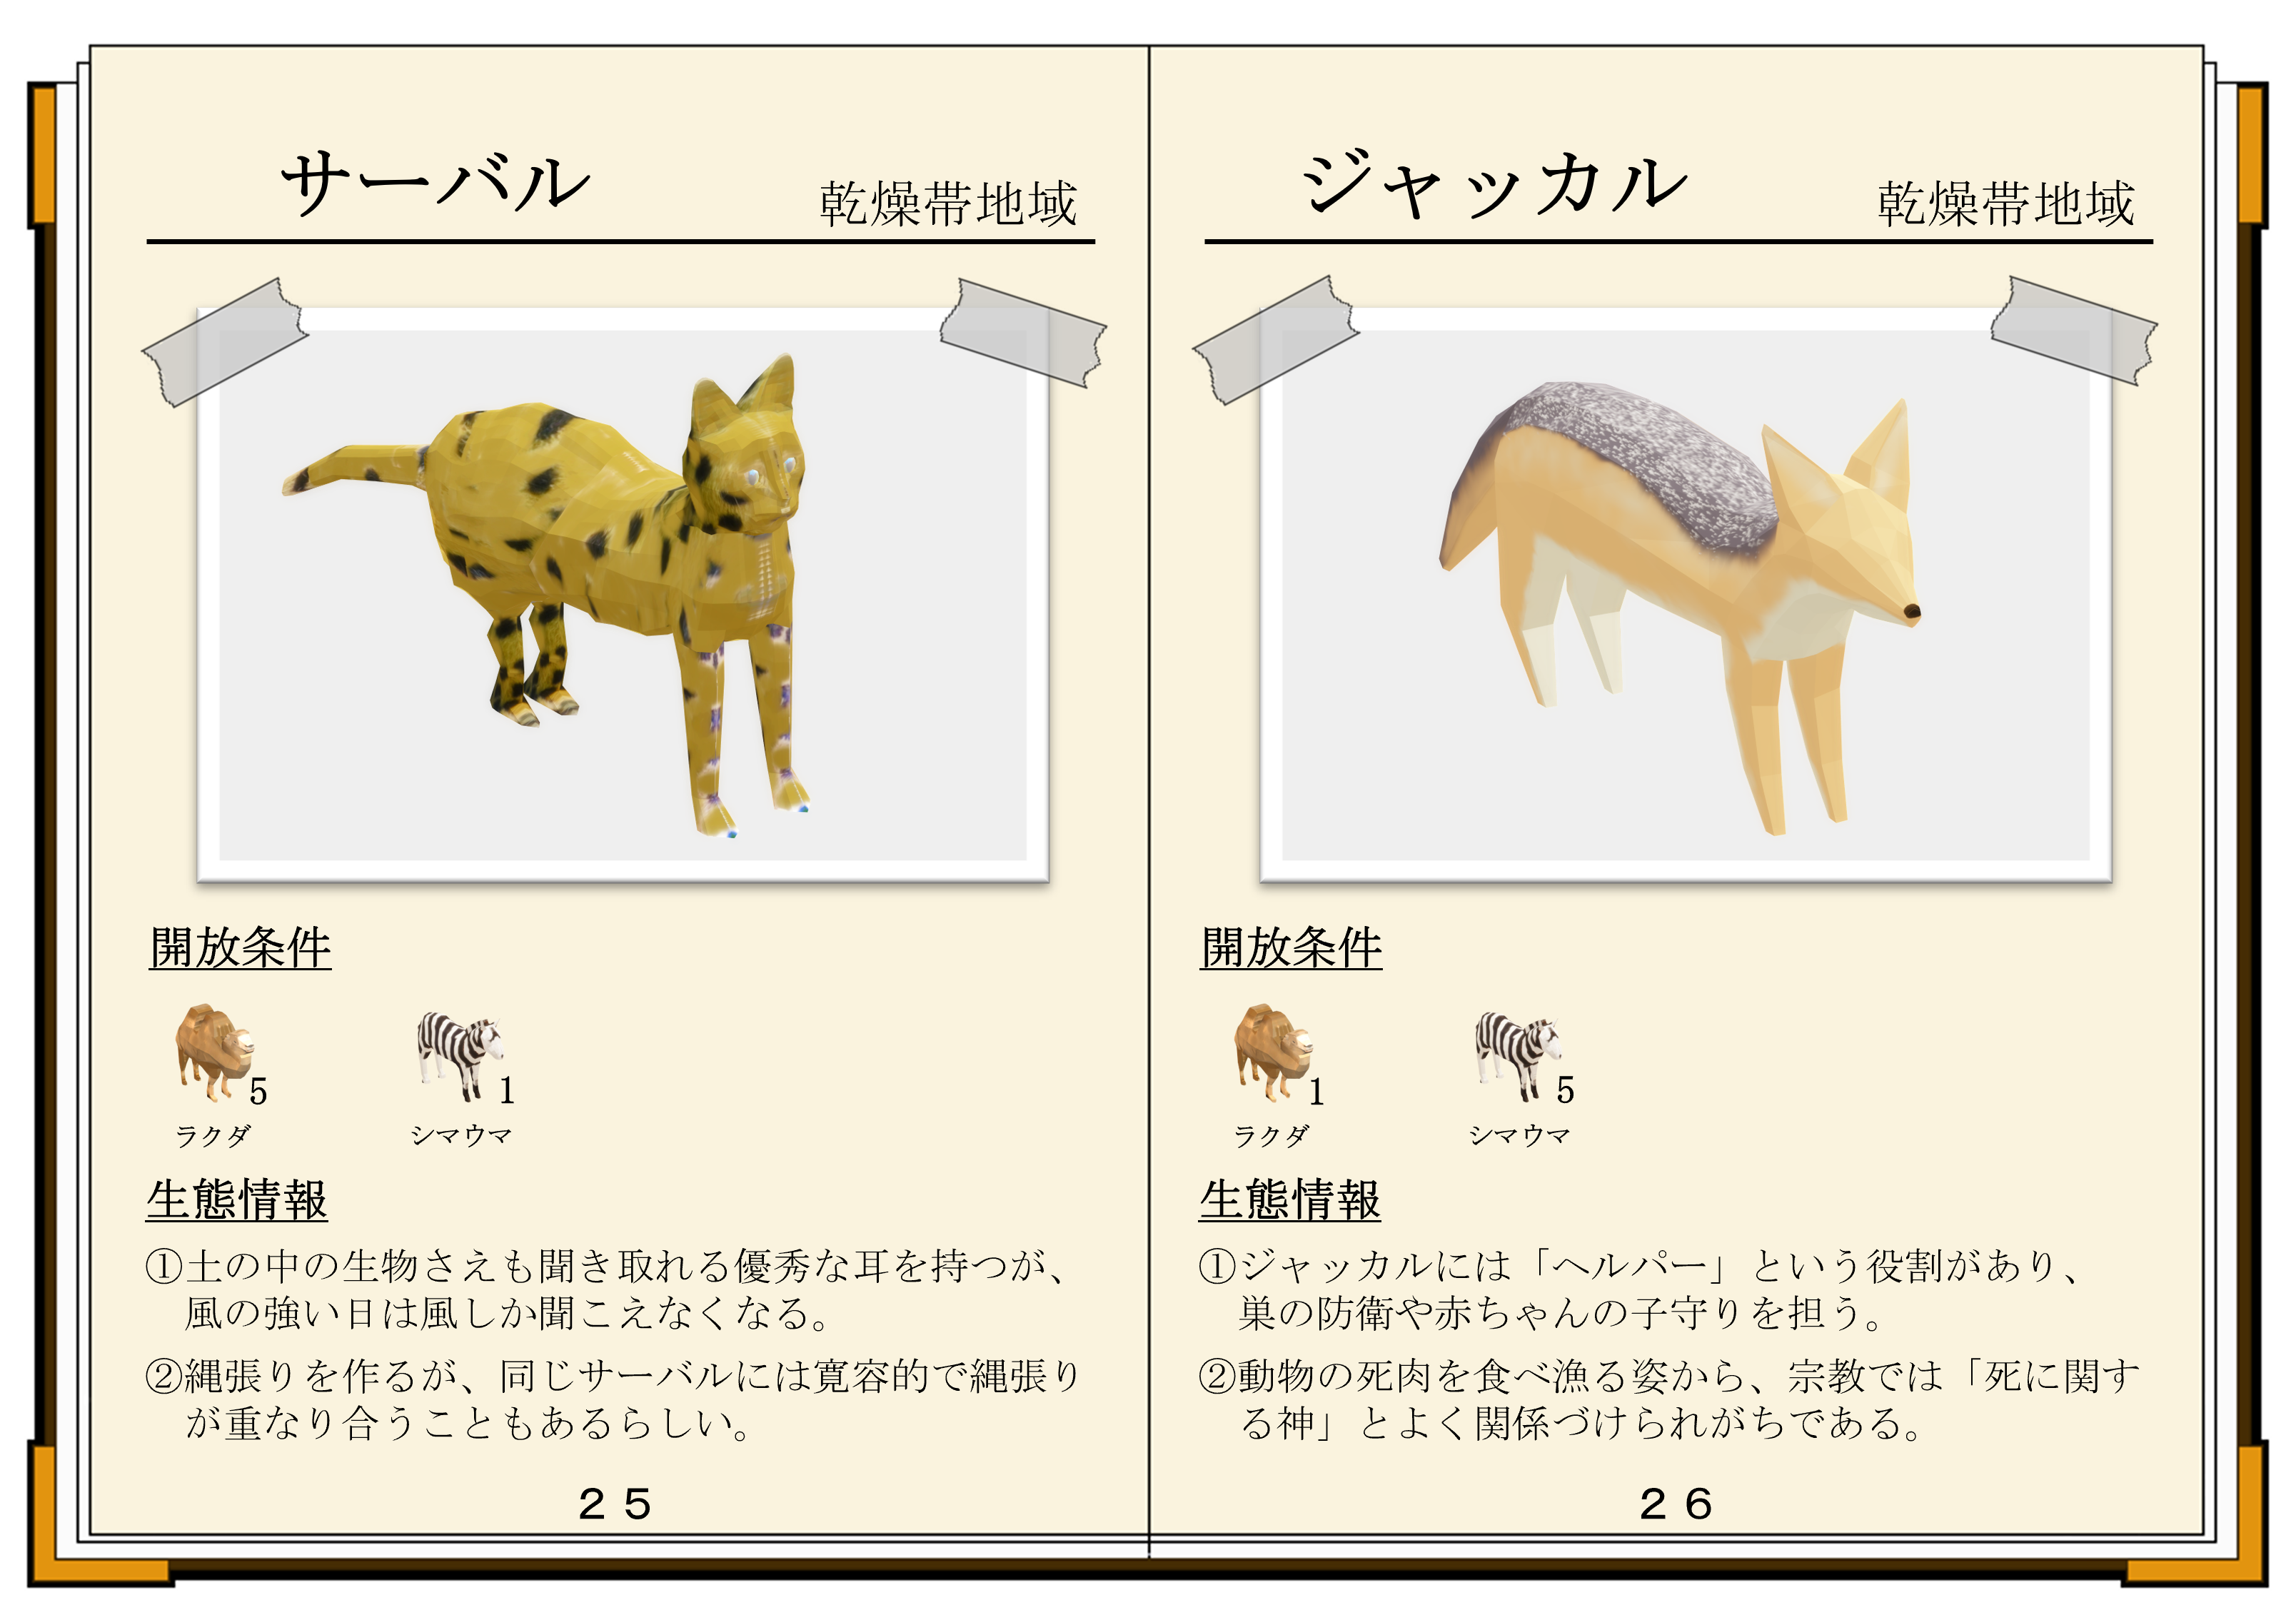 サーバル
乾燥帯地域
開放条件
5
1
ラクダ
シマウマ
生態情報
①土の中の生物さえも聞き取れる優秀な耳を持つが、
風の強い日は風しか聞こえなくなる。
②縄張りを作るが、同じサーバルには寛容的で縄張り
が重なり合うこともあるらしい。
２５
ジャッカル
乾燥帯地域
開放条件
1
5
ラクダ
シマウマ
生態情報
①ジャッカルには「ヘルパー」という役割があり、
巣の防衛や赤ちゃんの子守りを担う。
②動物の死肉を食べ漁る姿から、宗教では「死に関す
る神」とよく関係づけられがちである。
２６